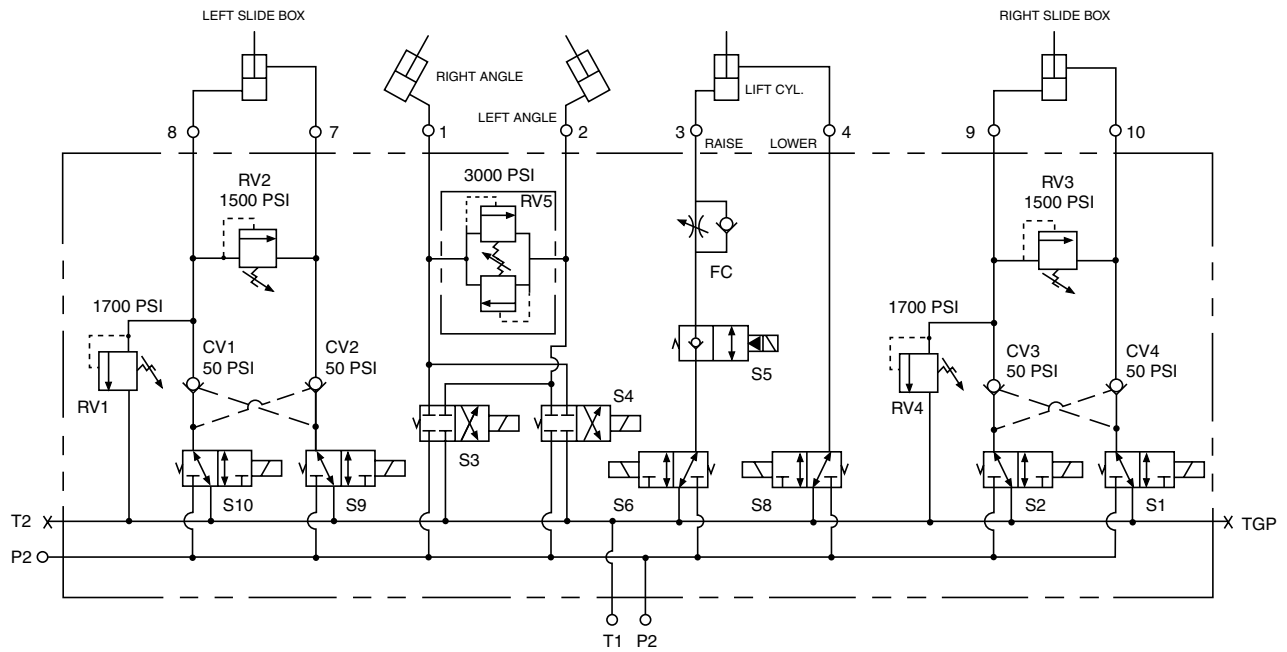 LEFT SLIDE BOX
RIGHT SLIDE BOX
RIGHT ANGLE
LEFT ANGLE
LIFT CYL.
8
7
1
2
3
4
9
10
RAISE
LOWER
RV2
1500 PSI
3000 PSI
RV5
RV3
1500 PSI
FC
1700 PSI
CV1
50 PSI
CV2
50 PSI
1700 PSI
CV3
50 PSI
CV4
50 PSI
RV1
S5
RV4
S4
S3
S10
S9
S6
S8
S2
S1
T2
TGP
P2
T1
P2